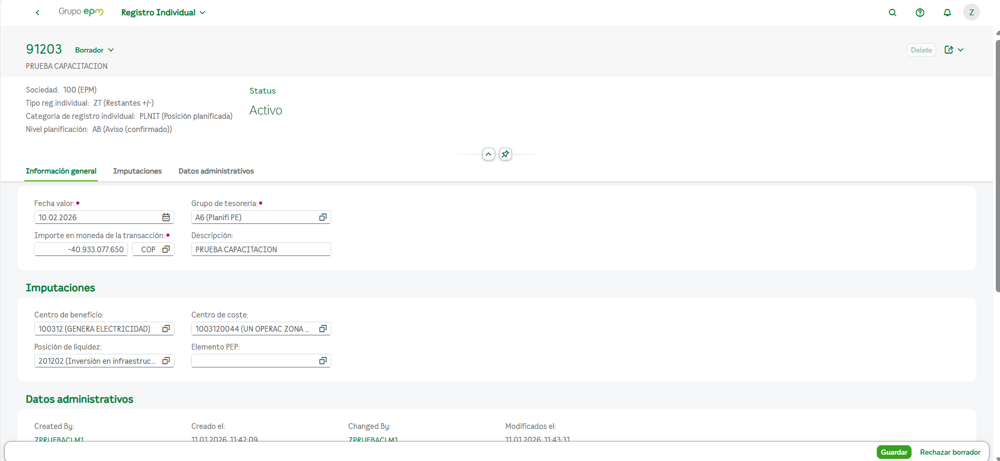 Grupo epm
Registro Individual
Z
91203 Borrador
Delete
PRUEBA CAPACITACION
Sociedad: 100 (EPM)
Tipo reg.individual: ZT (Restantes +/-)
Categoría de registro individual: PLNIT (Posición planificada)
Nivel planificación: AB (Aviso (confirmado))
Status
Activo
Información general Imputaciones Datos administrativos
Fecha valor: Grupo de tesorería:
10.02.2026 A6 (Planifi PE)
Importe en moneda de la transacción: Descripción:
-40.933.077.650 COP PRUEBA CAPACITACION
Imputaciones
Centro de beneficio: Centro de coste:
100312 (GENERA ELECTRICIDAD) 1003120044 (UN OPERAC ZONA ...
Posición de liquidez: Elemento PEP:
201202 (Inversión en infraestruc...
Datos administrativos
Created By: Creado el: Changed By: Modificados el:
ZPRUEBACLM1 11.01.2026, 11:42:09 ZPRUEBACLM1 11.01.2026, 11:43:31
Guardar Rechazar borrador